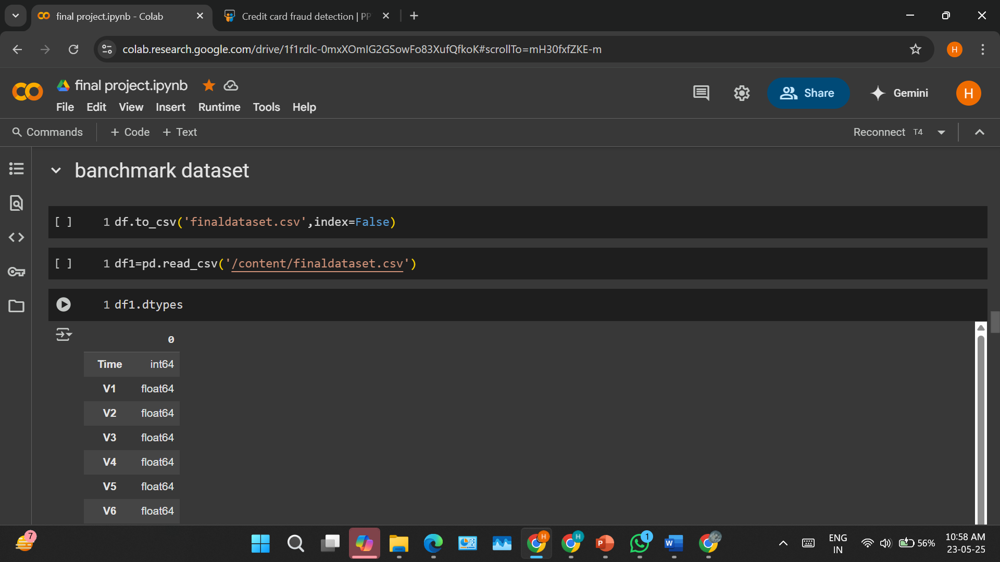 final project.ipynb - Colab
Credit card fraud detection | PP
colab.research.google.com/drive/1f1rdlc-0mxXOmIG2GSowFo83XufQfkoK#scrollTo=mH30fxfZKE-m
H
final project.ipynb
File Edit View Insert Runtime Tools Help
Share
Gemini
H
Commands
+ Code + Text
Reconnect T4
banchmark dataset
[ ] 1 df.to_csv('finaldataset.csv',index=False)
[ ] 1 df1=pd.read_csv('/content/finaldataset.csv')
1 df1.dtypes
0
Time int64
V1 float64
V2 float64
V3 float64
V4 float64
V5 float64
V6 float64
7
H
H
P
1
W
ENG
IN
56%
10:58 AM
23-05-25